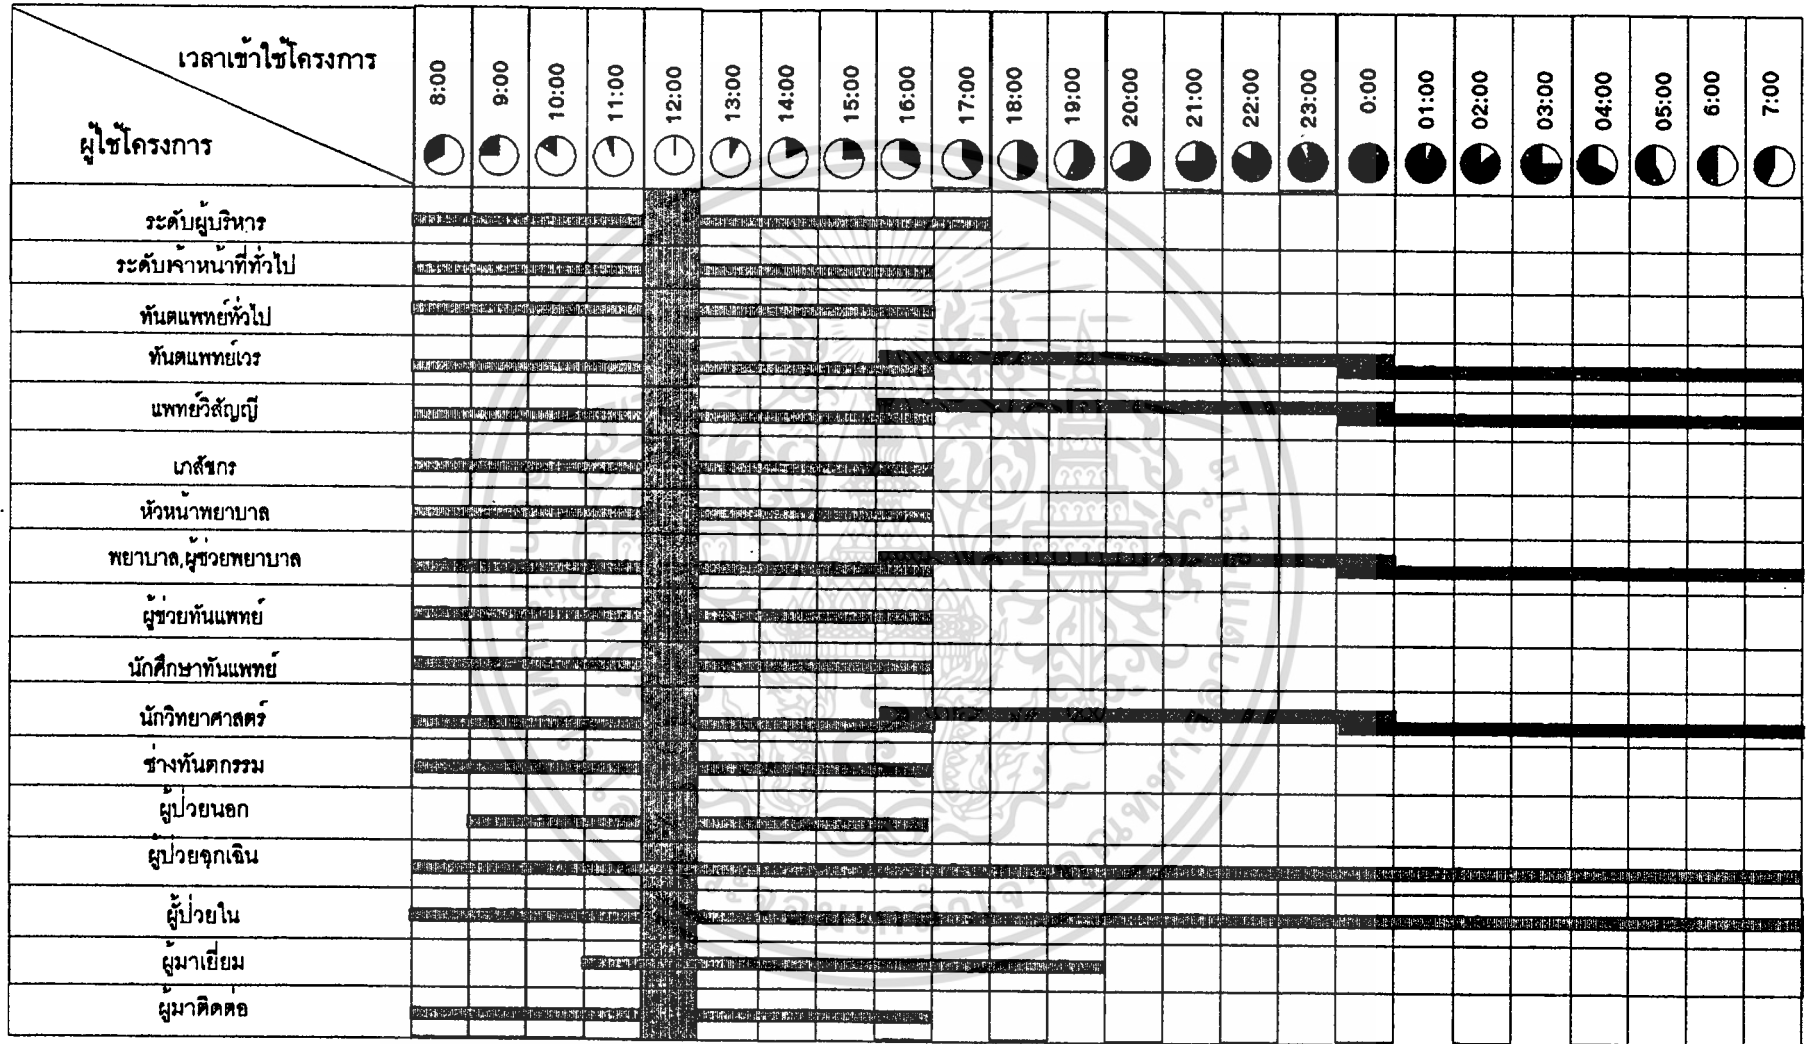 เวลาเข้าใช้โครงการ
ผู้ใช้โครงการ
8:00 9:00 10:00 11:00 12:00 13:00 14:00 15:00 16:00 17:00 18:00 19:00 20:00 21:00 22:00 23:00 0:00 01:00 02:00 03:00 04:00 05:00 6:00 7:00
ระดับผู้บริหาร
ระดับเจ้าหน้าที่ทั่วไป
ทันตแพทย์ทั่วไป
ทันตแพทย์เวร
แพทย์วิสัญญี
เภสัชกร
หัวหน้าพยาบาล
พยาบาล,ผู้ช่วยพยาบาล
ผู้ช่วยทันแพทย์
นักศึกษาทันแพทย์
นักวิทยาศาสตร์
ช่างทันตกรรม
ผู้ป่วยนอก
ผู้ป่วยฉุกเฉิน
ผู้ป่วยใน
ผู้มาเยี่ยม
ผู้มาติดต่อ